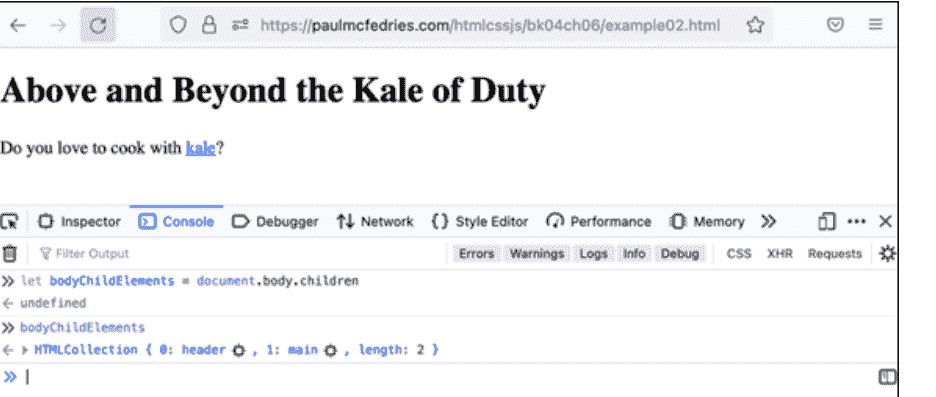 https://paulmcfedries.com/htmlcssjs/bk04ch06/example02.html
Above and Beyond the Kale of Duty
Do you love to cook with kale?
Inspector Console Debugger Network {} Style Editor Performance Memory
Filter Output Errors Warnings Logs Info Debug CSS XHR Requests
>> let bodyChildElements = document.body.children
← undefined
>> bodyChildElements
← ▶ HTMLCollection { 0: header , 1: main , length: 2 }
>>